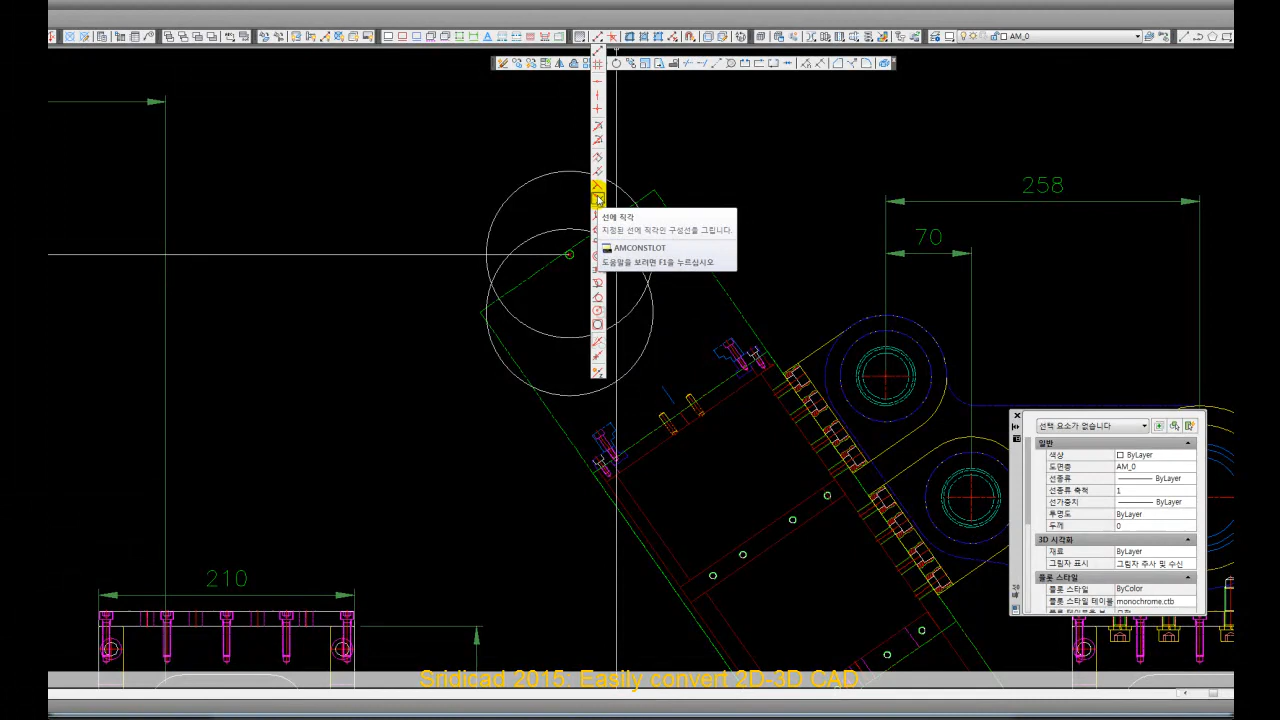 AM_0
258
선에 직각
지정된 선에 직각인 구성선을 그립니다.
70
AMCONSTLOT
도움말을 보려면 F1을 누르십시오
선택 요소가 없습니다
일반
색상 ByLayer
도면층 AM_0
선종류 ByLayer
선종류 축척 1
선가중치 ByLayer
투명도 ByLayer
두께 0
3D 시각화
재료 ByLayer
그림자 표시 그림자 주사 및 수신
플롯 스타일
플롯 스타일 ByColor
플롯 스타일 테이블 monochrome.ctb
210
Sridicad 2015: Easily convert 2D-3D CAD